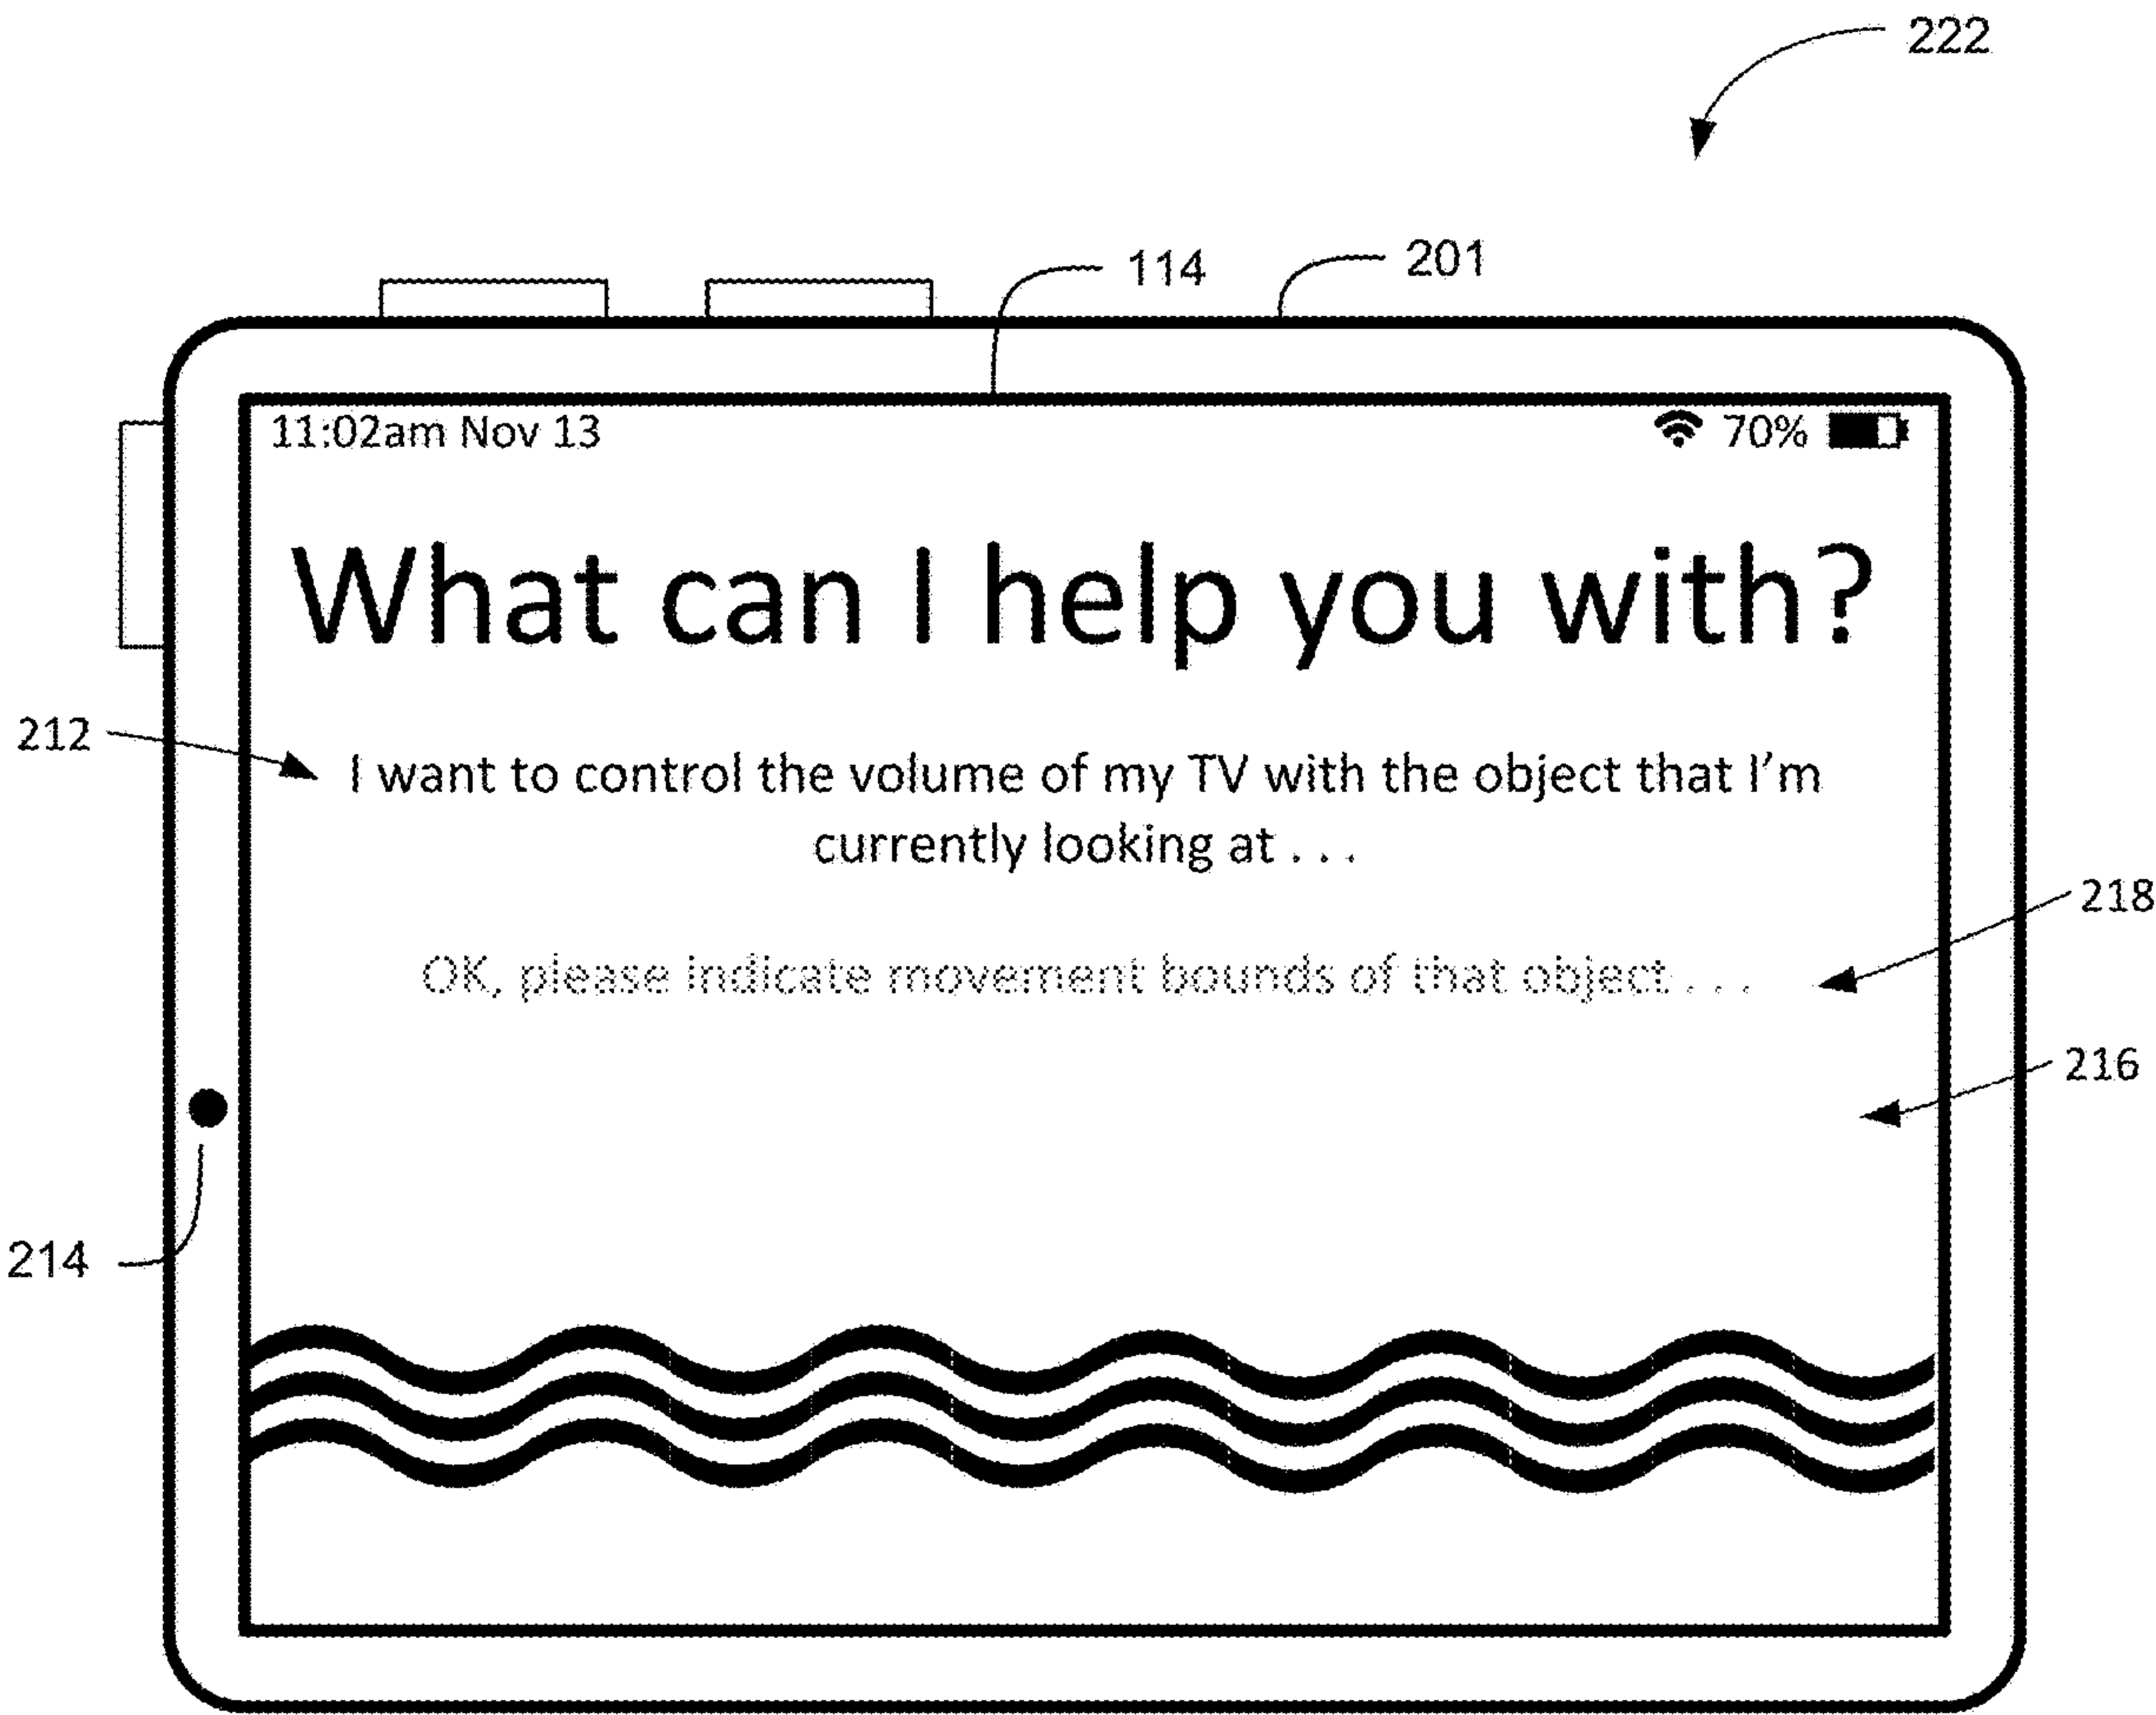 222
114
201
11:02am Nov 13
70%
What can I help you with?
212
I want to control the volume of my TV with the object that I’m
currently looking at . . .
218
OK, please indicate movement bounds of that object . . .
216
214